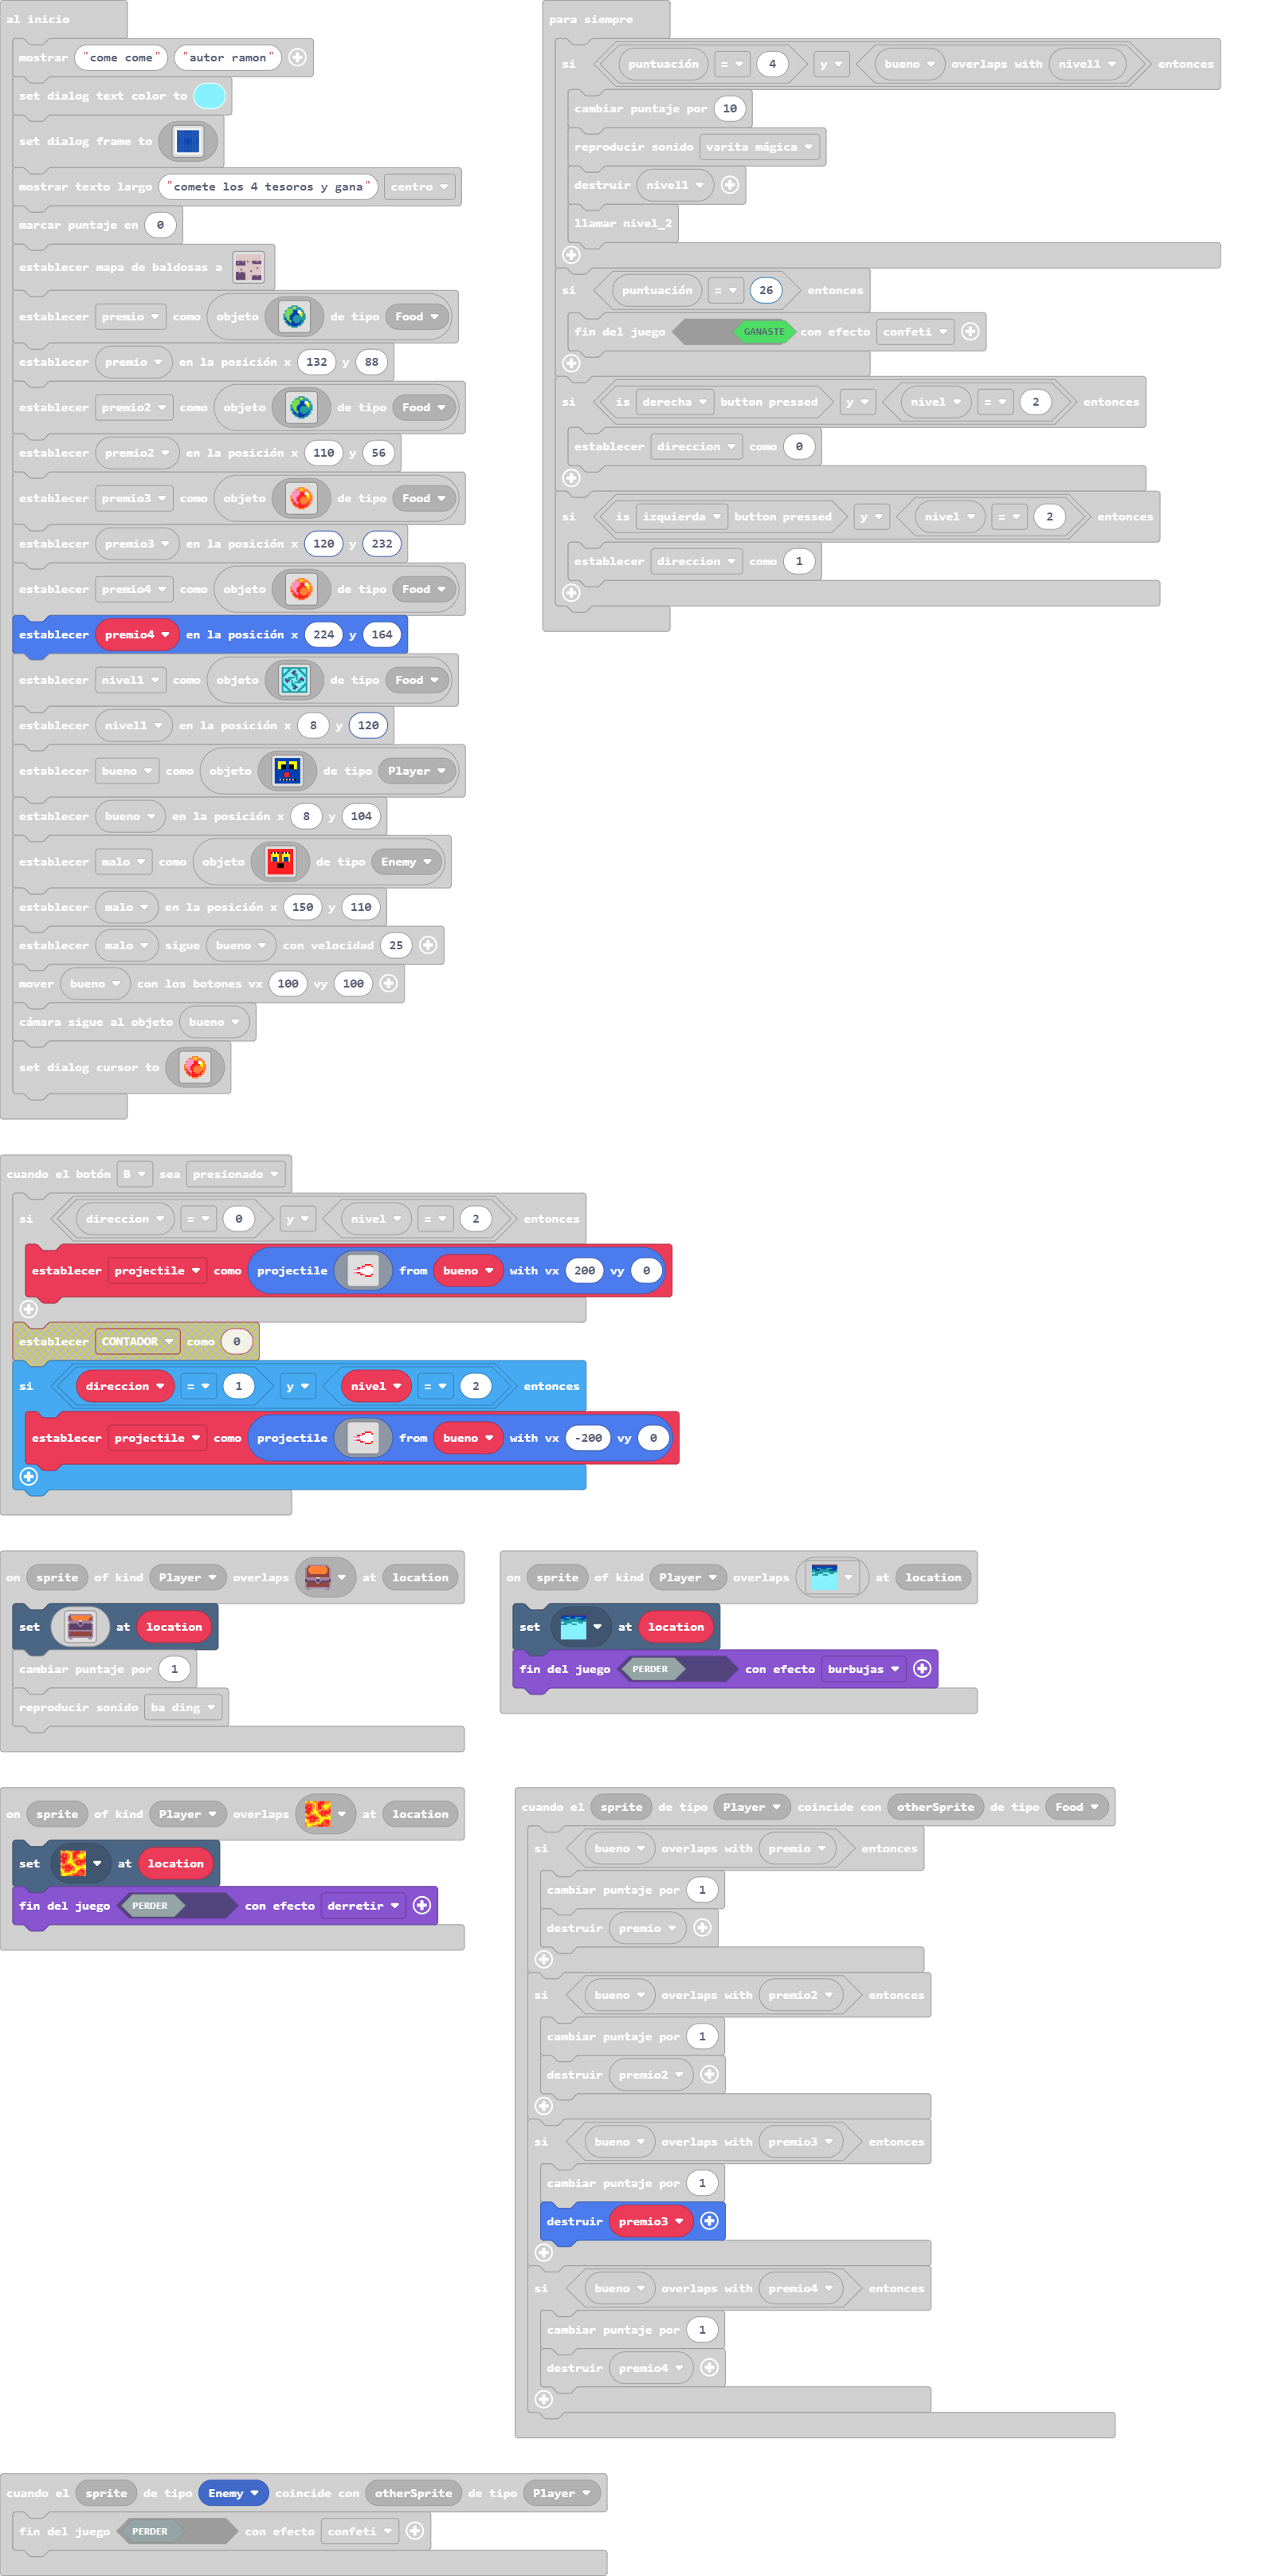 al inicio
mostrar "come come" "autor ramon"
set dialog text color to
set dialog frame to
mostrar texto largo "comete los 4 tesoros y gana" centro
marcar puntaje en 0
establecer mapa de baldosas a
establecer premio como objeto de tipo Food
establecer premio en la posición x 132 y 88
establecer premio2 como objeto de tipo Food
establecer premio2 en la posición x 110 y 56
establecer premio3 como objeto de tipo Food
establecer premio3 en la posición x 120 y 232
establecer premio4 como objeto de tipo Food
establecer premio4 en la posición x 224 y 164
establecer nivel1 como objeto de tipo Food
establecer nivel1 en la posición x 8 y 120
establecer bueno como objeto de tipo Player
establecer bueno en la posición x 8 y 104
establecer malo como objeto de tipo Enemy
establecer malo en la posición x 150 y 110
establecer malo sigue bueno con velocidad 25
mover bueno con los botones vx 100 vy 100
cámara sigue al objeto bueno
set dialog cursor to
para siempre
si puntuación = 4 y bueno overlaps with nivel1 entonces
cambiar puntaje por 10
reproducir sonido varita mágica
destruir nivel1
llamar nivel_2
si puntuación = 26 entonces
fin del juego GANASTE con efecto confeti
si is derecha button pressed y nivel = 2 entonces
establecer direccion como 0
si is izquierda button pressed y nivel = 2 entonces
establecer direccion como 1
cuando el botón B sea presionado
si direccion = 0 y nivel = 2 entonces
establecer projectile como projectile from bueno with vx 200 vy 0
establecer CONTADOR como 0
si direccion = 1 y nivel = 2 entonces
establecer projectile como projectile from bueno with vx -200 vy 0
on sprite of kind Player overlaps at location
set at location
cambiar puntaje por 1
reproducir sonido ba ding
on sprite of kind Player overlaps at location
set at location
fin del juego PERDER con efecto burbujas
on sprite of kind Player overlaps at location
set at location
fin del juego PERDER con efecto derretir
cuando el sprite de tipo Player coincide con otherSprite de tipo Food
si bueno overlaps with premio entonces
cambiar puntaje por 1
destruir premio
si bueno overlaps with premio2 entonces
cambiar puntaje por 1
destruir premio2
si bueno overlaps with premio3 entonces
cambiar puntaje por 1
destruir premio3
si bueno overlaps with premio4 entonces
cambiar puntaje por 1
destruir premio4
cuando el sprite de tipo Enemy coincide con otherSprite de tipo Player
fin del juego PERDER con efecto confeti